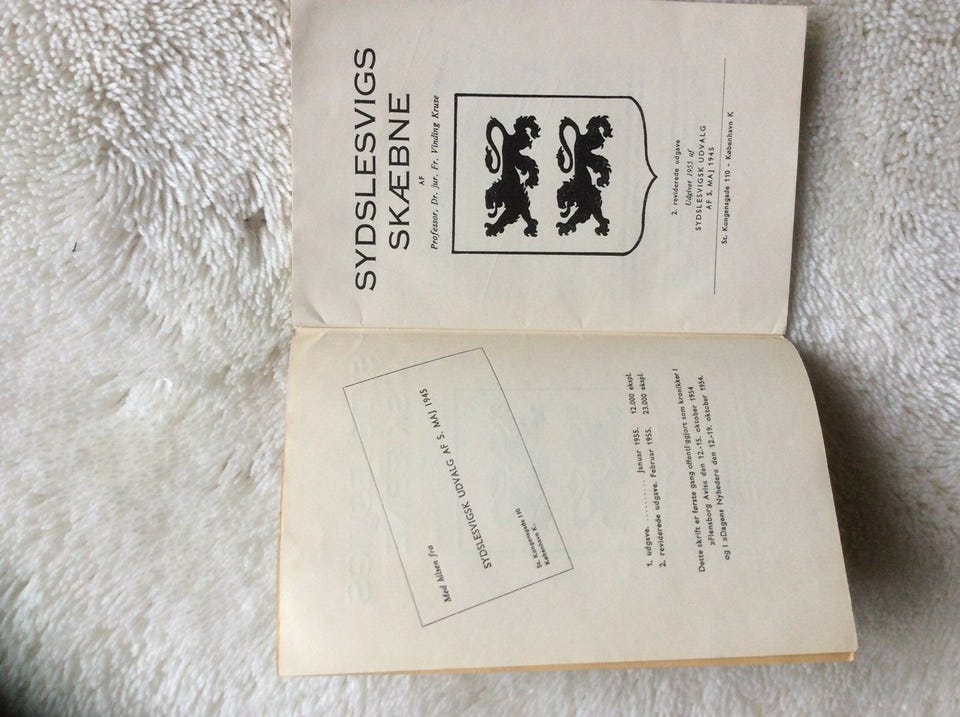 Med hilsen fra
SYDSLESVIGSK UDVALG AF 5. MAJ 1945
St. Kongensgade 110
København K.
1. udgave. .......... Januar 1955. 12.000 ekspl.
2. reviderede udgave. Februar 1955. 23.000 ekspl.
Dette skrift er første gang offentliggjort som kronikker i
»Flensborg Avis« den 12.-15. oktober 1954
og i »Dagens Nyheder« den 12.-19. oktober 1954.
SYDSLESVIGS
SKÆBNE
AF
Professor, Dr. jur. Fr. Vinding Kruse
2. reviderede udgave
Udgivet 1955 af
SYDSLESVIGSK UDVALG
AF 5. MAJ 1945
St. Kongensgade 110 - København K